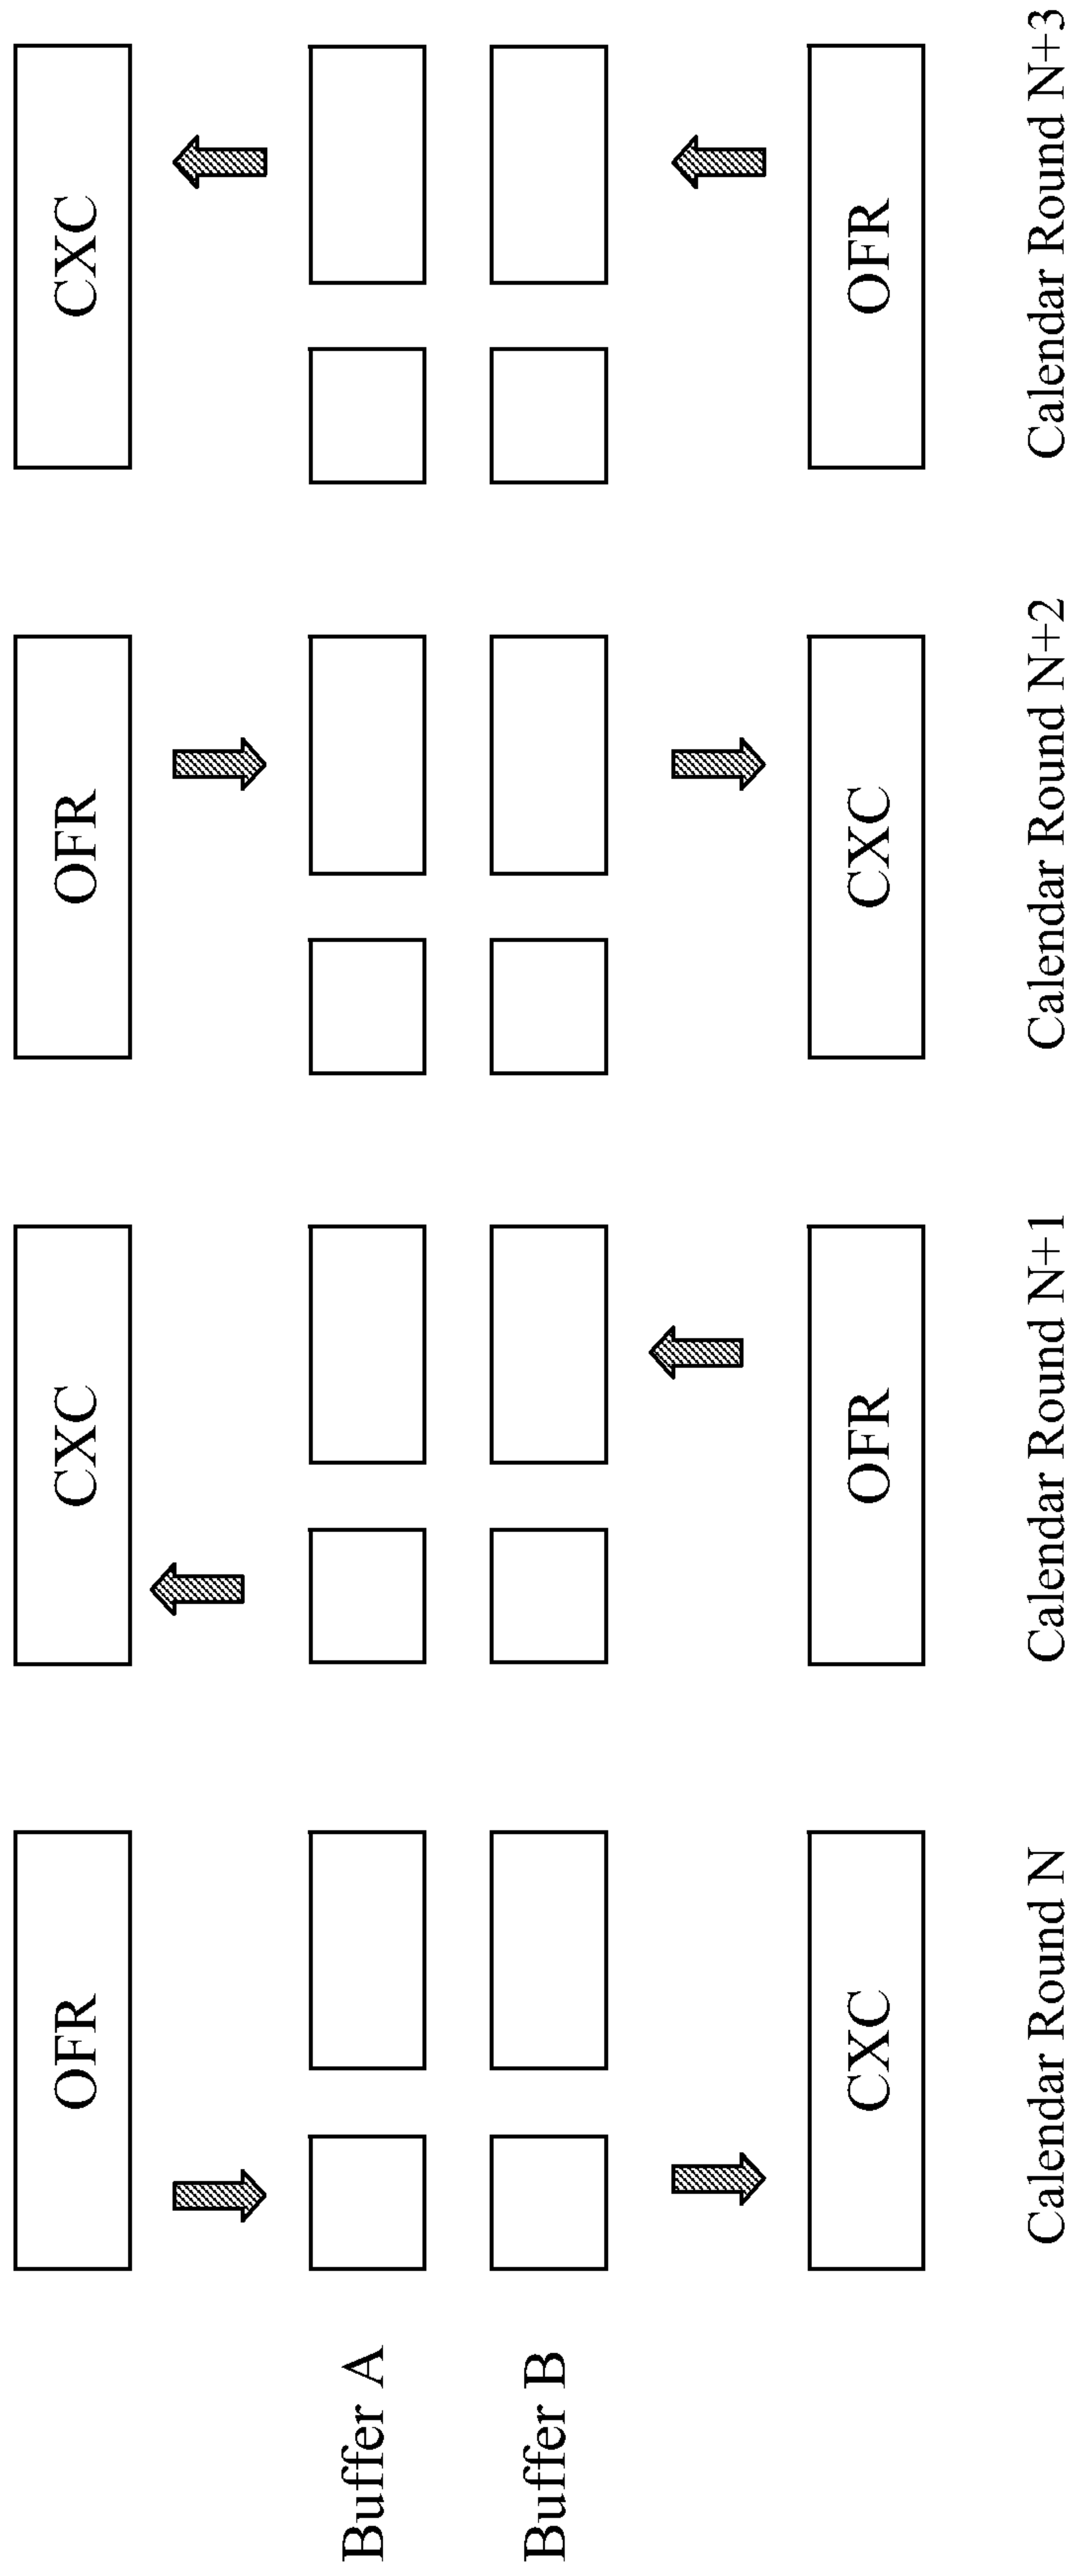 OFR
CXC
OFR
CXC
Buffer A
Buffer B
CXC
OFR
CXC
OFR
Calendar Round N
Calendar Round N+1
Calendar Round N+2
Calendar Round N+3